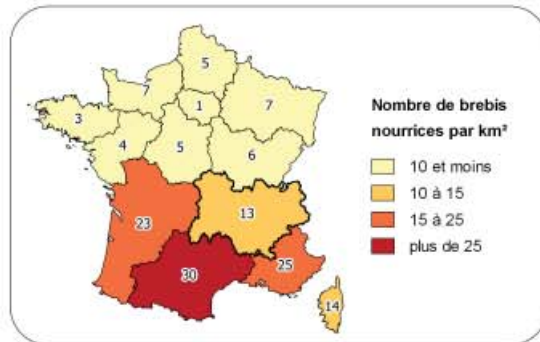 5
7
1
7
3
4
5
6
23
13
30
25
14
Nombre de brebis
nourrices par km²
10 et moins
10 à 15
15 à 25
plus de 25